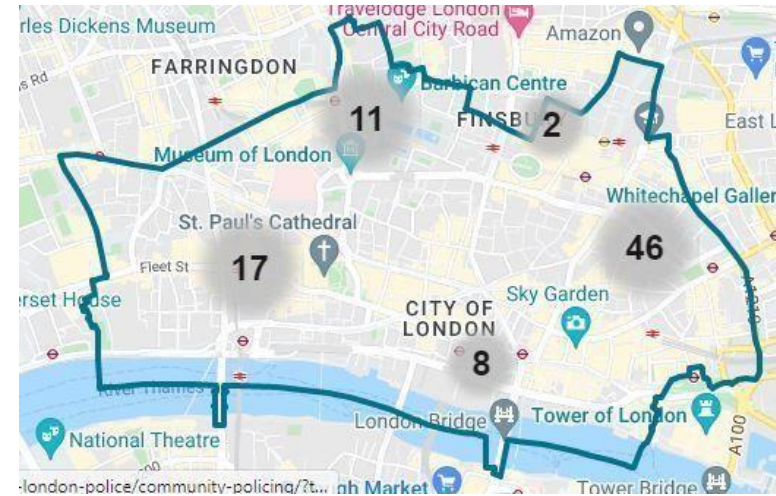 Travelodge London
Central City Road
rles Dickens Museum
Amazon
FARRINGDON
Barbican Centre
11
FINSBU
2
East L
Museum of London
Whitechapel Galler
St. Paul's Cathedral
46
17
Fleet St
Sky Garden
A1210
erset House
CITY OF
LONDON
8
River Thames
London Bridge
Tower of London
A100
National Theatre
-london-police/community-policing/?t...
gh Market
Tower Bridge